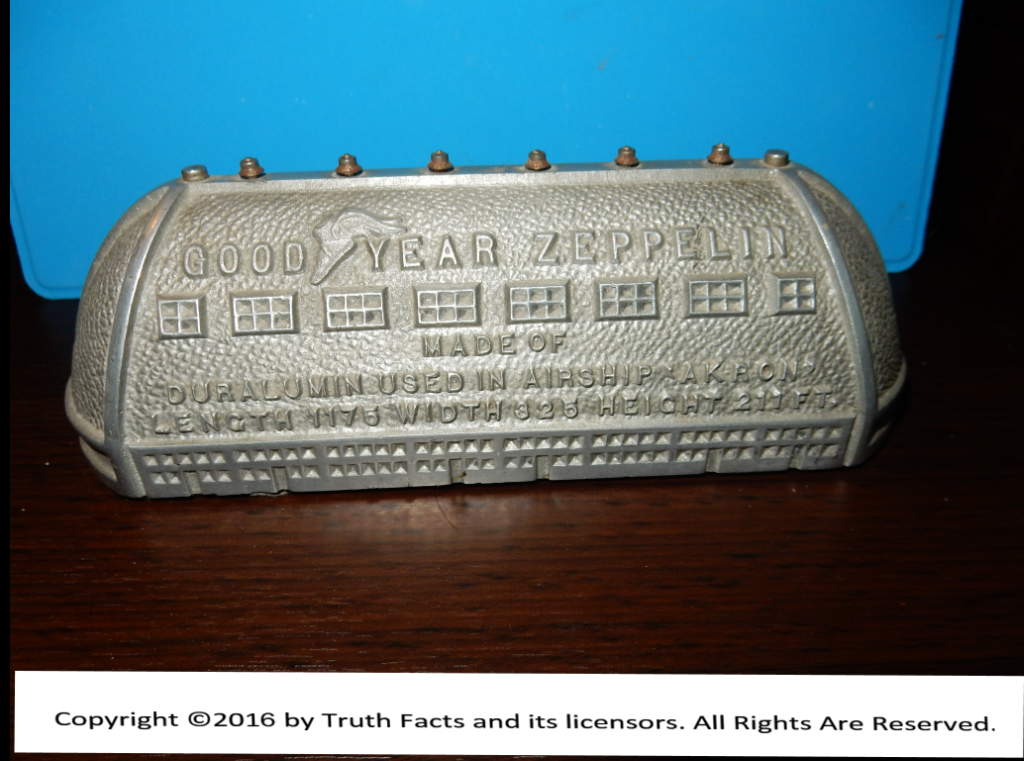 GOOD YEAR ZEPPELIN
MADE OF
DURALUMIN USED IN AIRSHIP "AKRON"
LENGTH 1175 WIDTH 325 HEIGHT 211 FT.
Copyright ©2016 by Truth Facts and its licensors. All Rights Are Reserved.